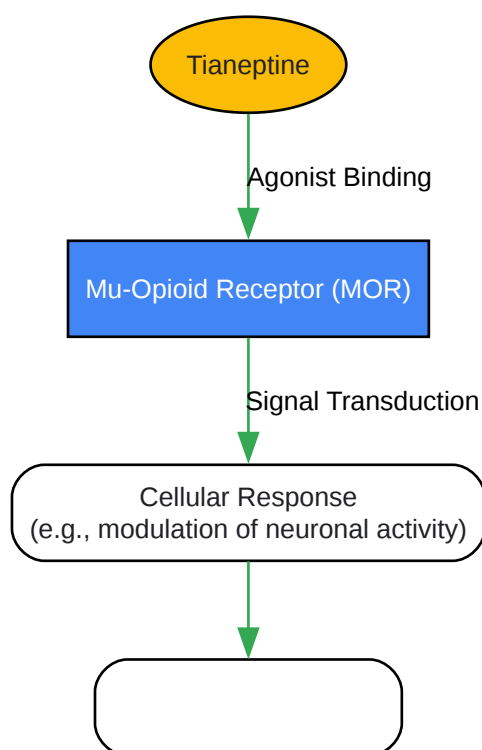 Tianeptine
Agonist Binding
Mu-Opioid Receptor (MOR)
Signal Transduction
Cellular Response
(e.g., modulation of neuronal activity)